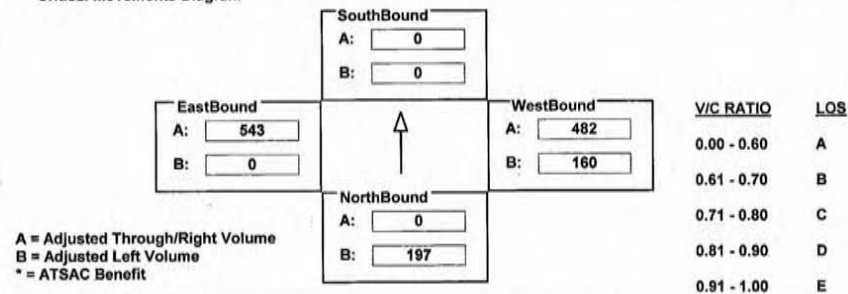 SouthBound
A: 0
B: 0
EastBound
A: 543
B: 0
WestBound
A: 482
B: 160
NorthBound
A: 0
B: 197
A = Adjusted Through/Right Volume
B = Adjusted Left Volume
* = ATSAC Benefit
V/C RATIO LOS
0.00 - 0.60 A
0.61 - 0.70 B
0.71 - 0.80 C
0.81 - 0.90 D
0.91 - 1.00 E